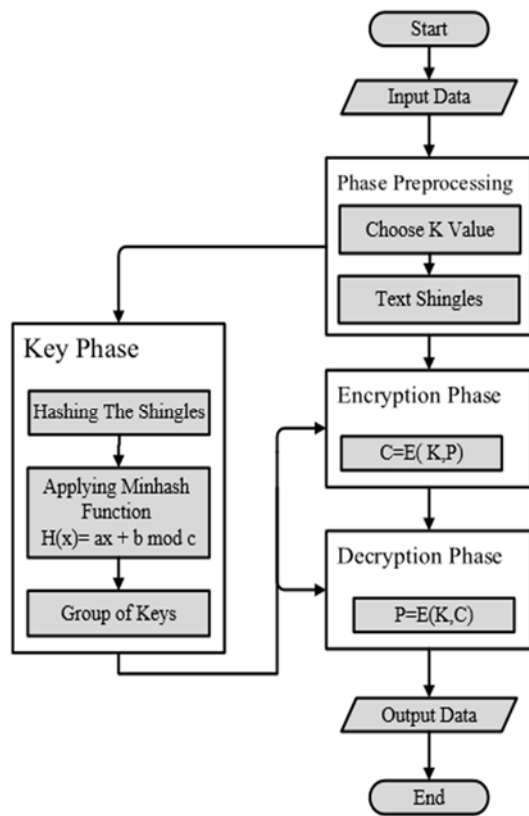 Start
Input Data
Phase Preprocessing
Choose K Value
Text Shingles
Key Phase
Hashing The Shingles
Applying Minhash
Function
H(x)= ax + b mod c
Group of Keys
Encryption Phase
C=E( K,P)
Decryption Phase
P=E(K,C)
Output Data
End